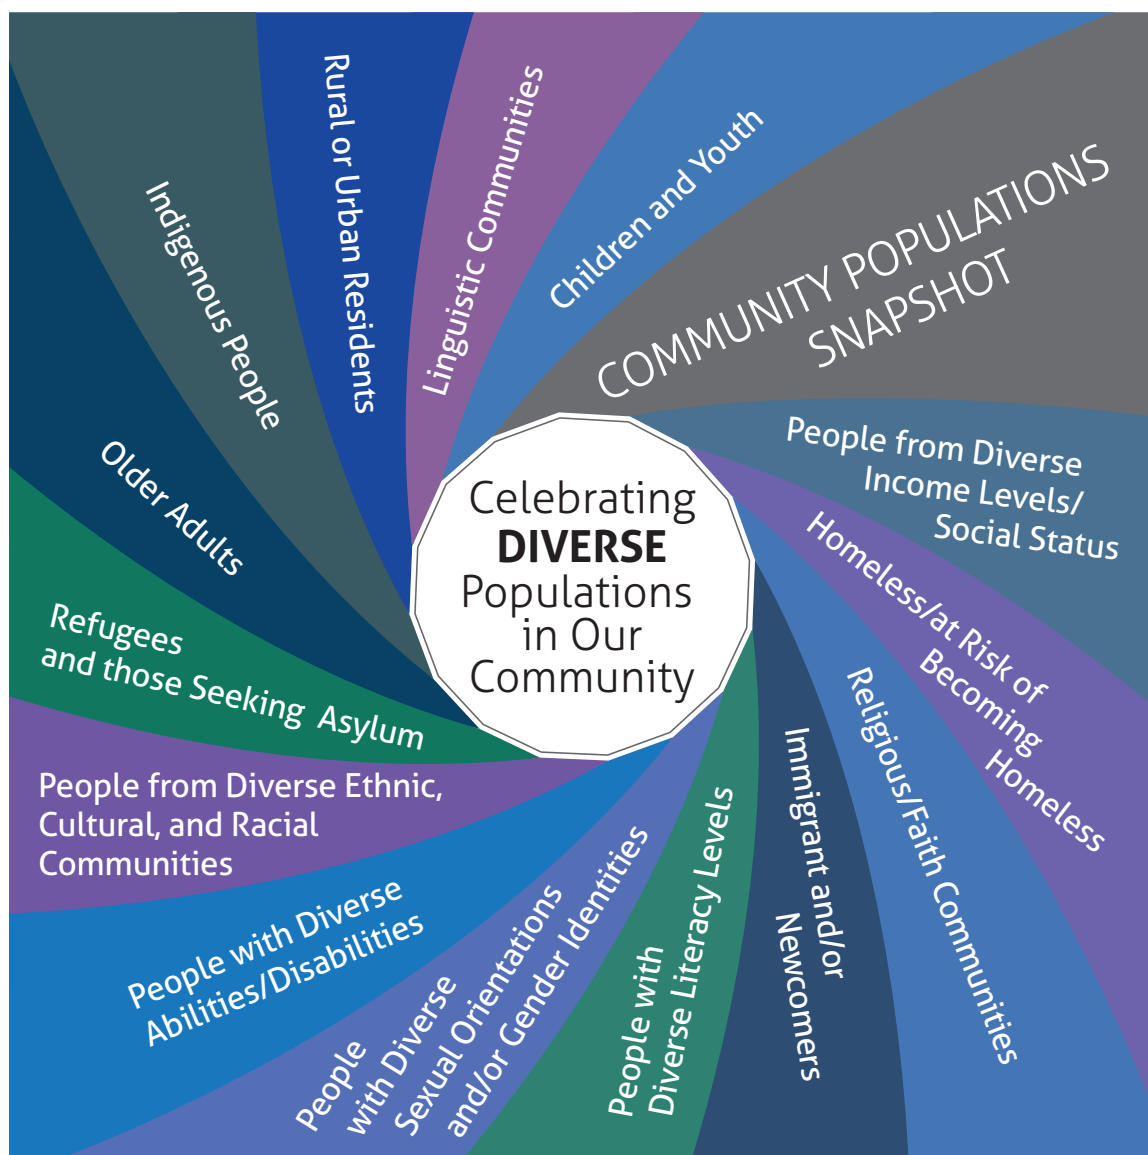 COMMUNITY POPULATIONS
SNAPSHOT
People from Diverse
Income Levels/
Social Status
Homeless/at Risk of
Becoming
Homeless
Religious/Faith Communities
Immigrant and/or
Newcomers
People with
Diverse Literacy Levels
People
with Diverse
Sexual Orientations
and/or Gender Identities
People with Diverse
Abilities/Disabilities
People from Diverse Ethnic,
Cultural, and Racial
Communities
Refugees
and those Seeking Asylum
Older Adults
Indigenous People
Rural or Urban Residents
Linguistic Communities
Children and Youth
Celebrating
DIVERSE
Populations
in Our
Community